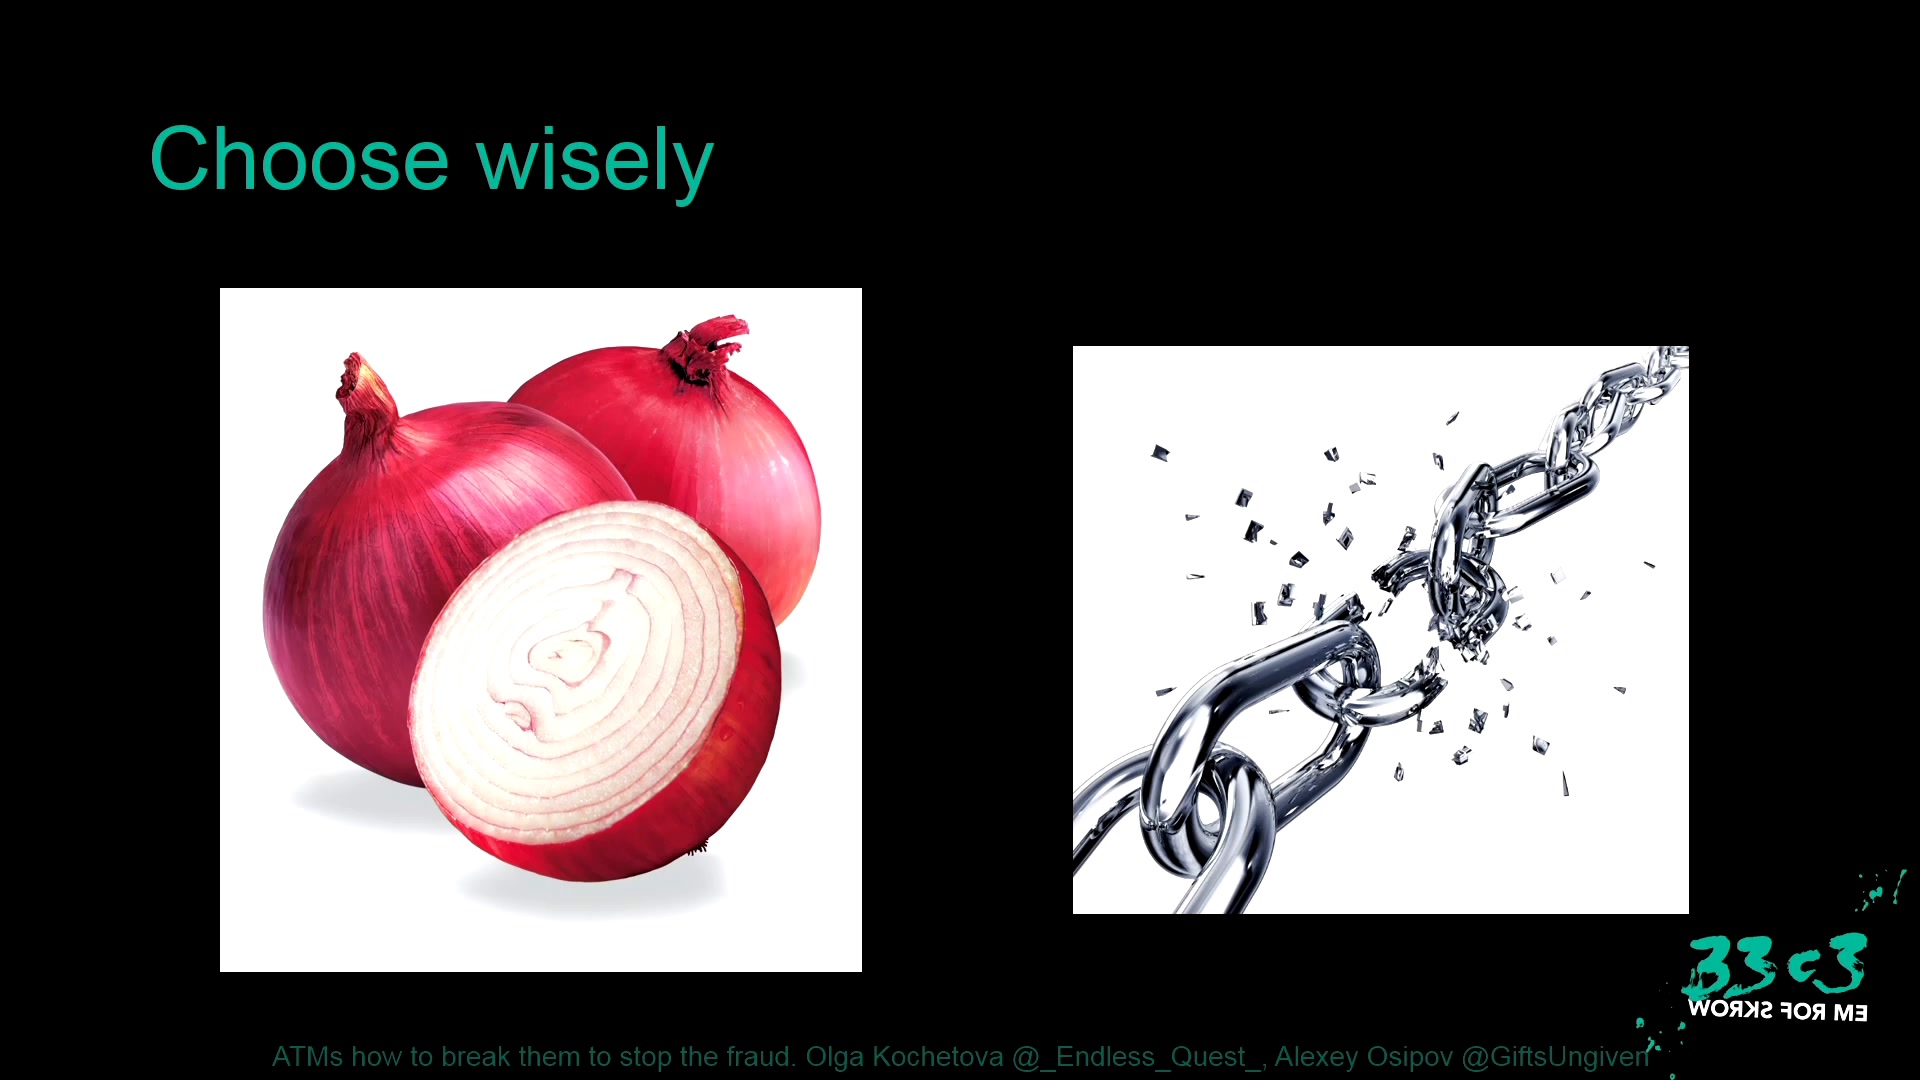 Choose wisely
33c3
WORKS FOR ME
ATMs how to break them to stop the fraud. Olga Kochetova @_Endless_Quest_, Alexey Osipov @GiftsUngiven